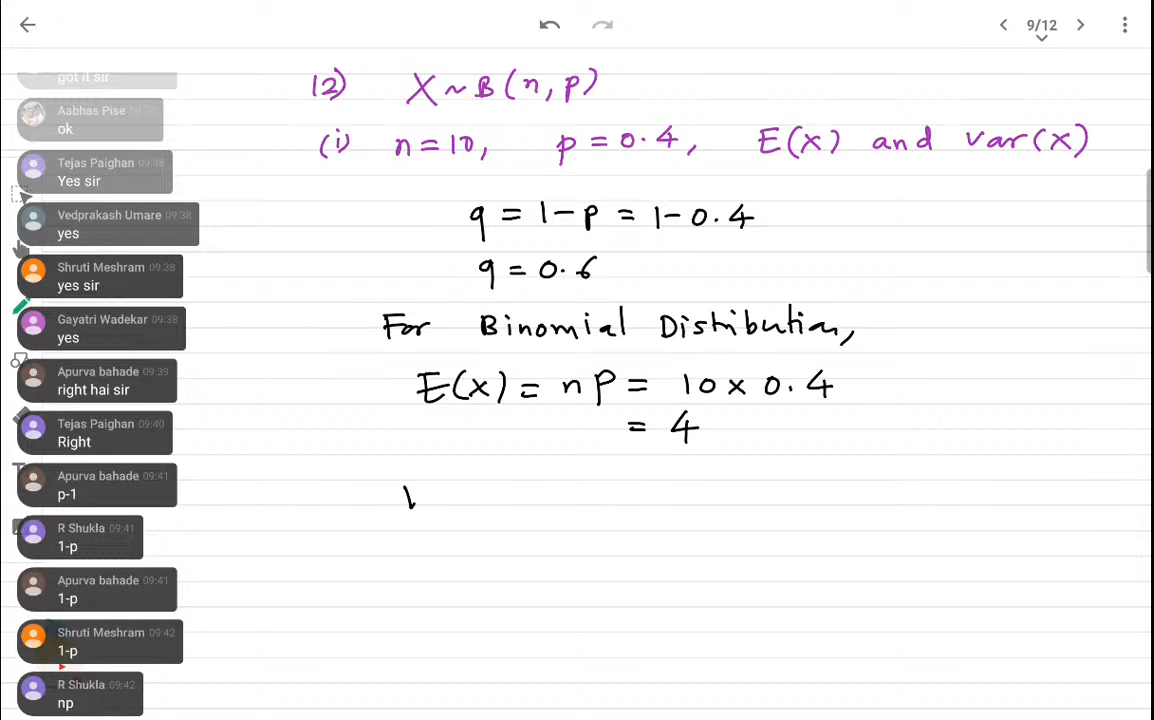 9/12
got it sir
Aabhas Pise
ok
Tejas Paighan 09:38
Yes sir
Vedprakash Umare 09:38
yes
Shruti Meshram 09:38
yes sir
Gayatri Wadekar 09:38
yes
Apurva bahade 09:39
right hai sir
Tejas Paighan 09:40
Right
Apurva bahade 09:41
p-1
R Shukla 09:41
1-p
Apurva bahade 09:41
1-p
Shruti Meshram 09:42
1-p
R Shukla 09:42
np
12) X ~ B (n, p)
(i) n = 10, p = 0.4, E(x) and var(x)
q = 1 - p = 1 - 0.4
q = 0.6
For Binomial Distribution,
E(x) = np = 10 x 0.4
= 4